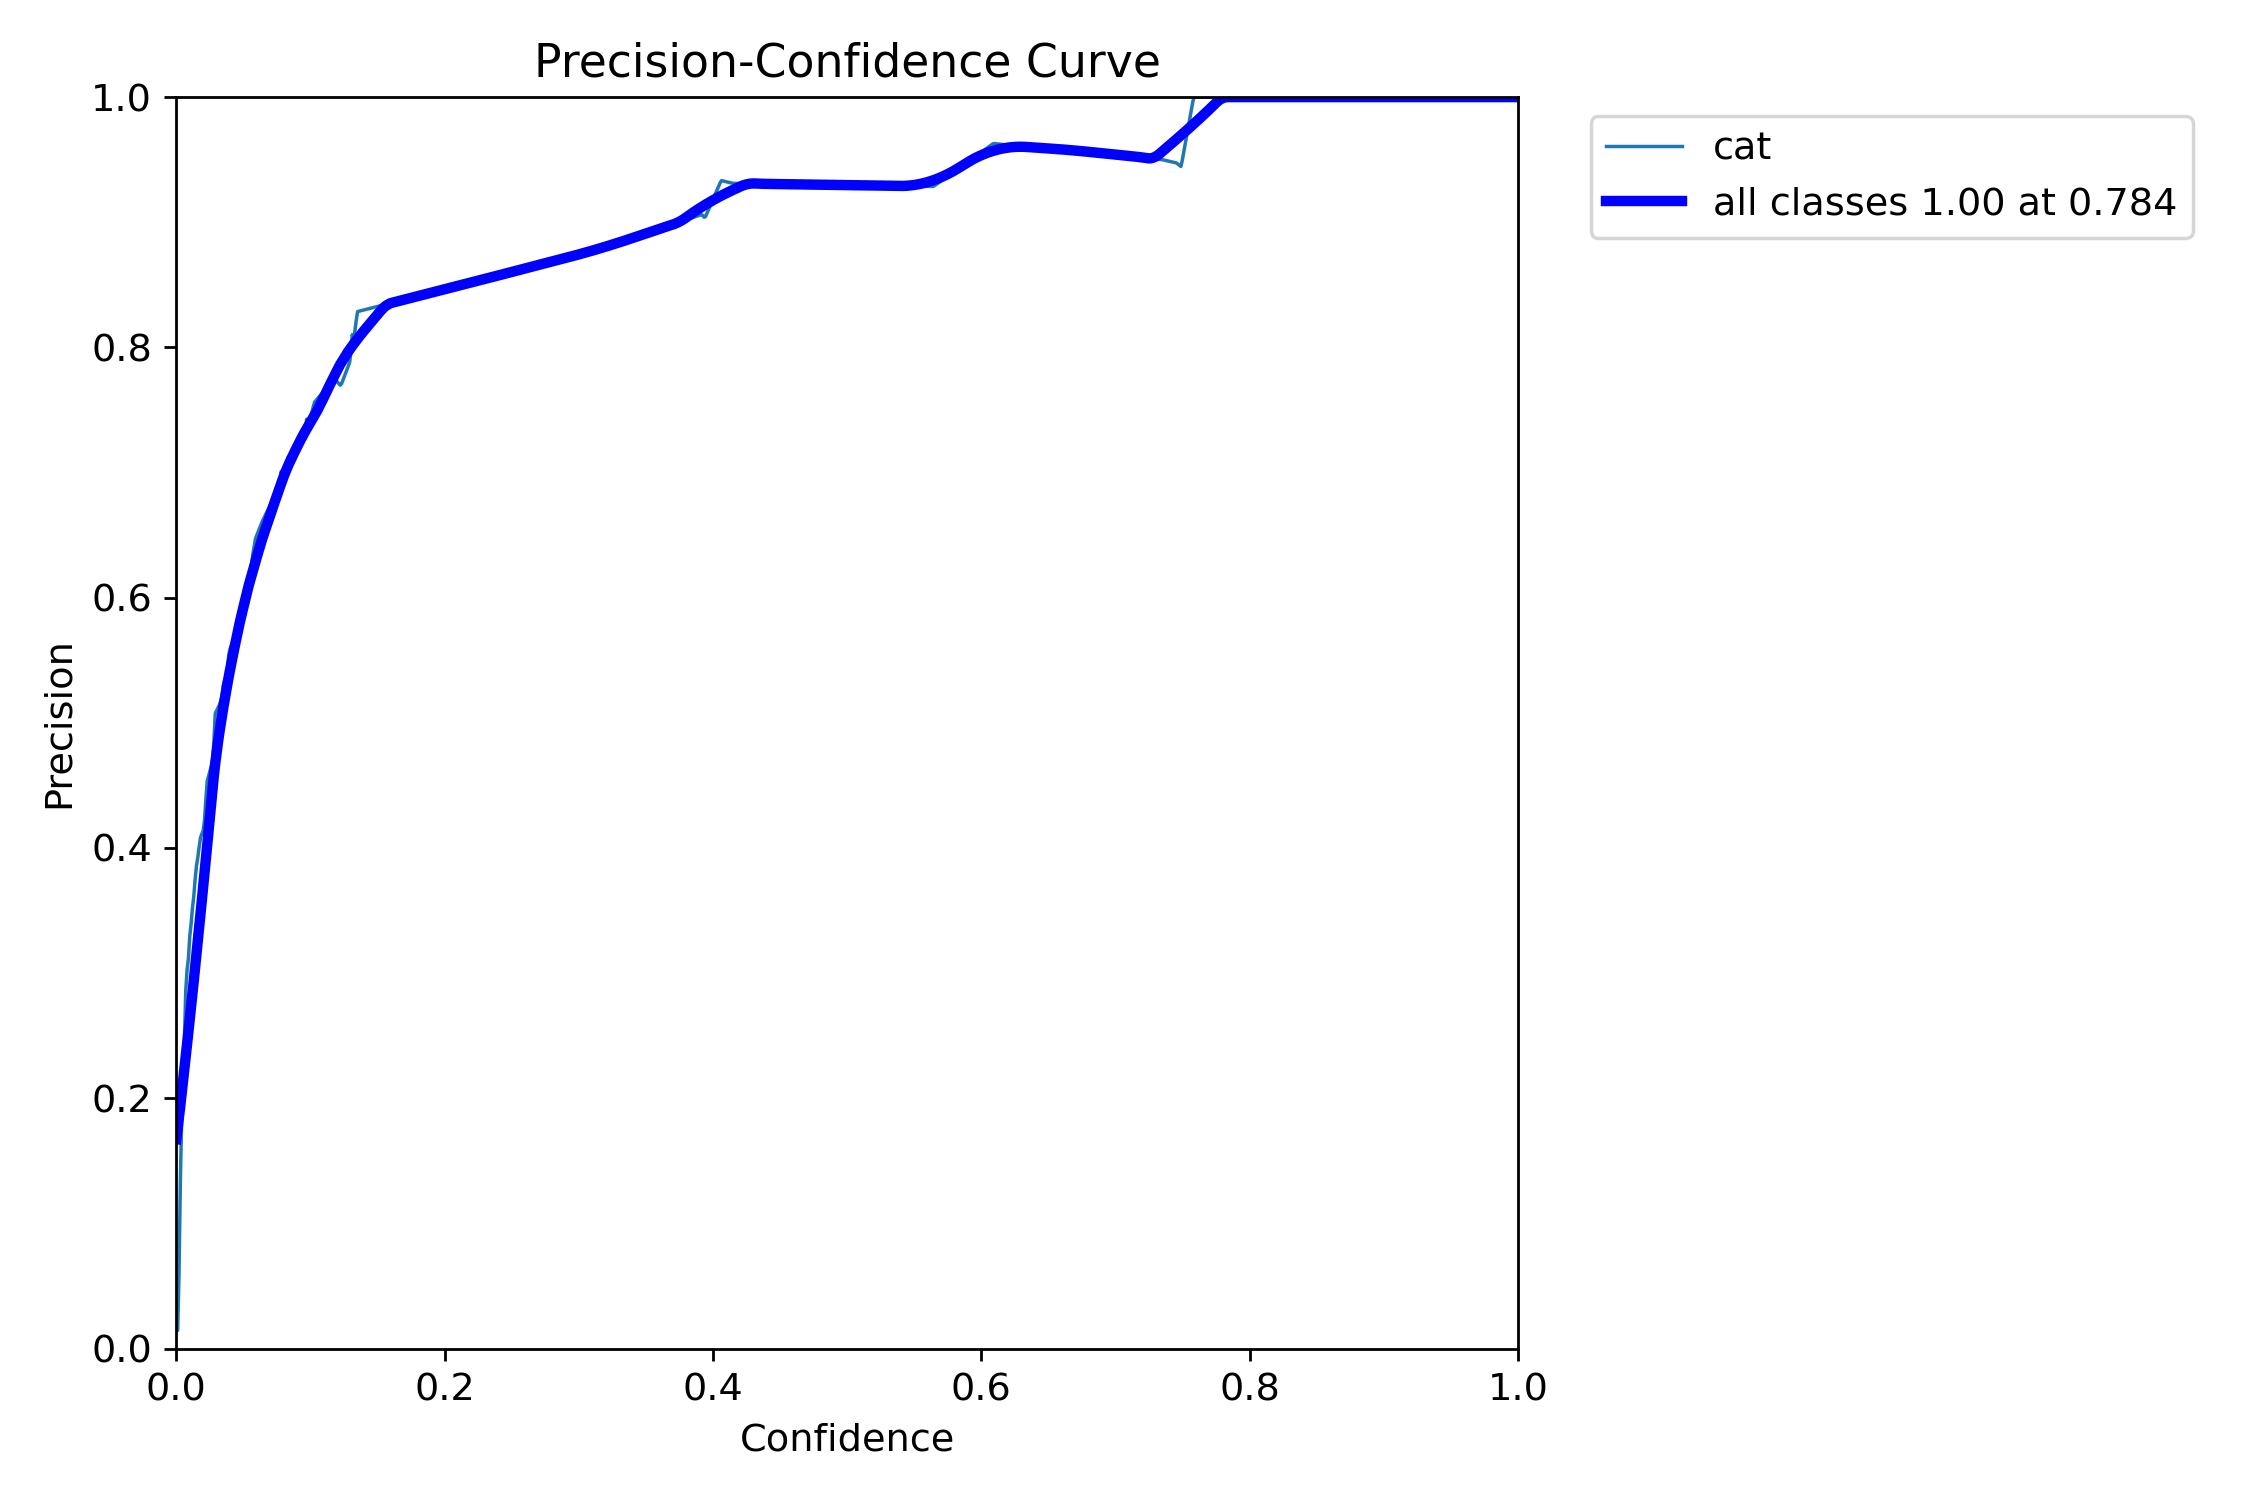 Precision-Confidence Curve
cat
all classes 1.00 at 0.784
Precision
1.0
0.8
0.6
0.4
0.2
0.0
0.0 0.2 0.4 0.6 0.8 1.0
Confidence